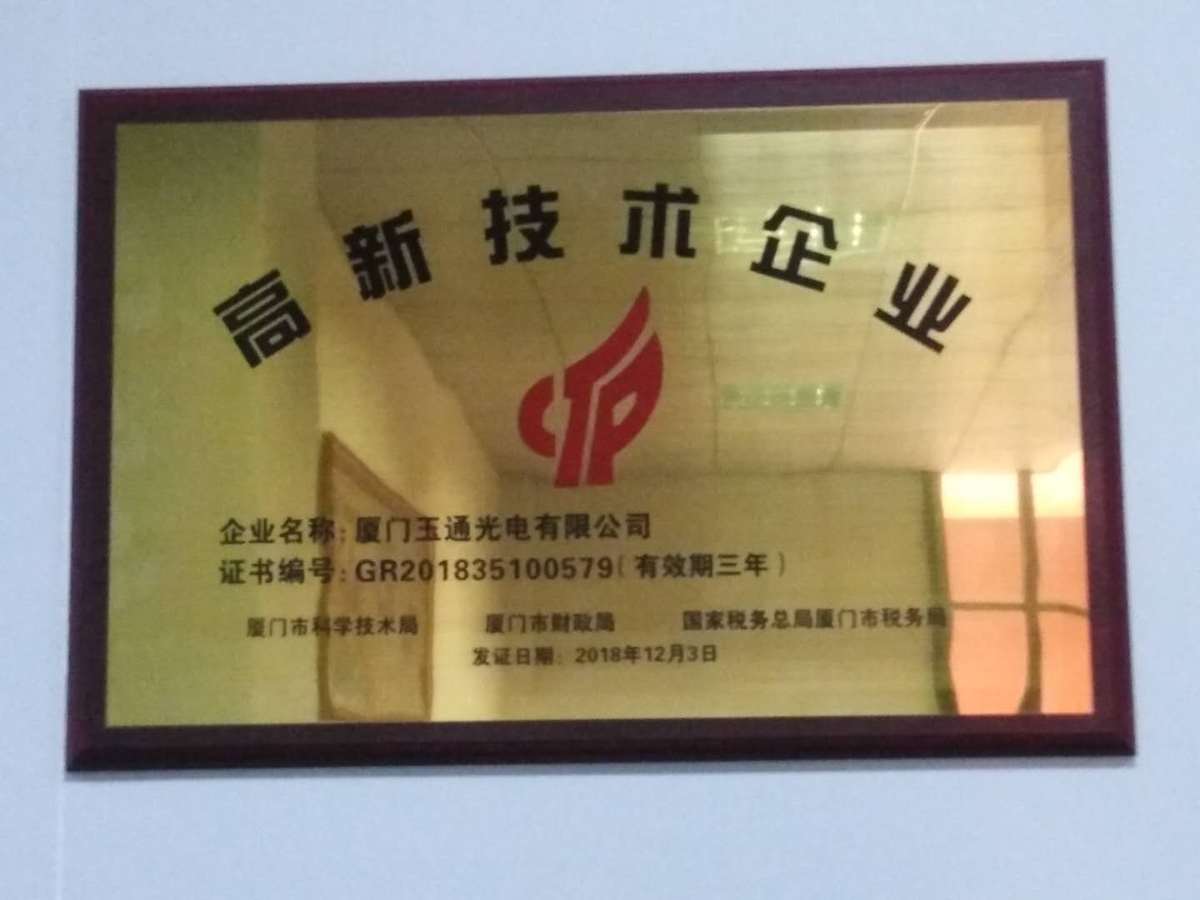 高新技术企业
企业名称:厦门玉通光电有限公司
证书编号:GR201835100579(有效期三年)
厦门市科学技术局 厦门市财政局 国家税务总局厦门市税务局
发证日期:2018年12月3日